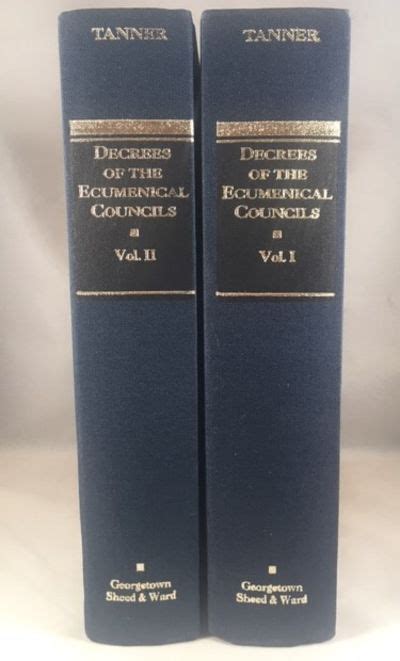 TANNER
DECREES
OF THE
ECUMENICAL
COUNCILS
Vol. II
Georgetown
Sheed & Ward
TANNER
DECREES
OF THE
ECUMENICAL
COUNCILS
Vol. I
Georgetown
Sheed & Ward